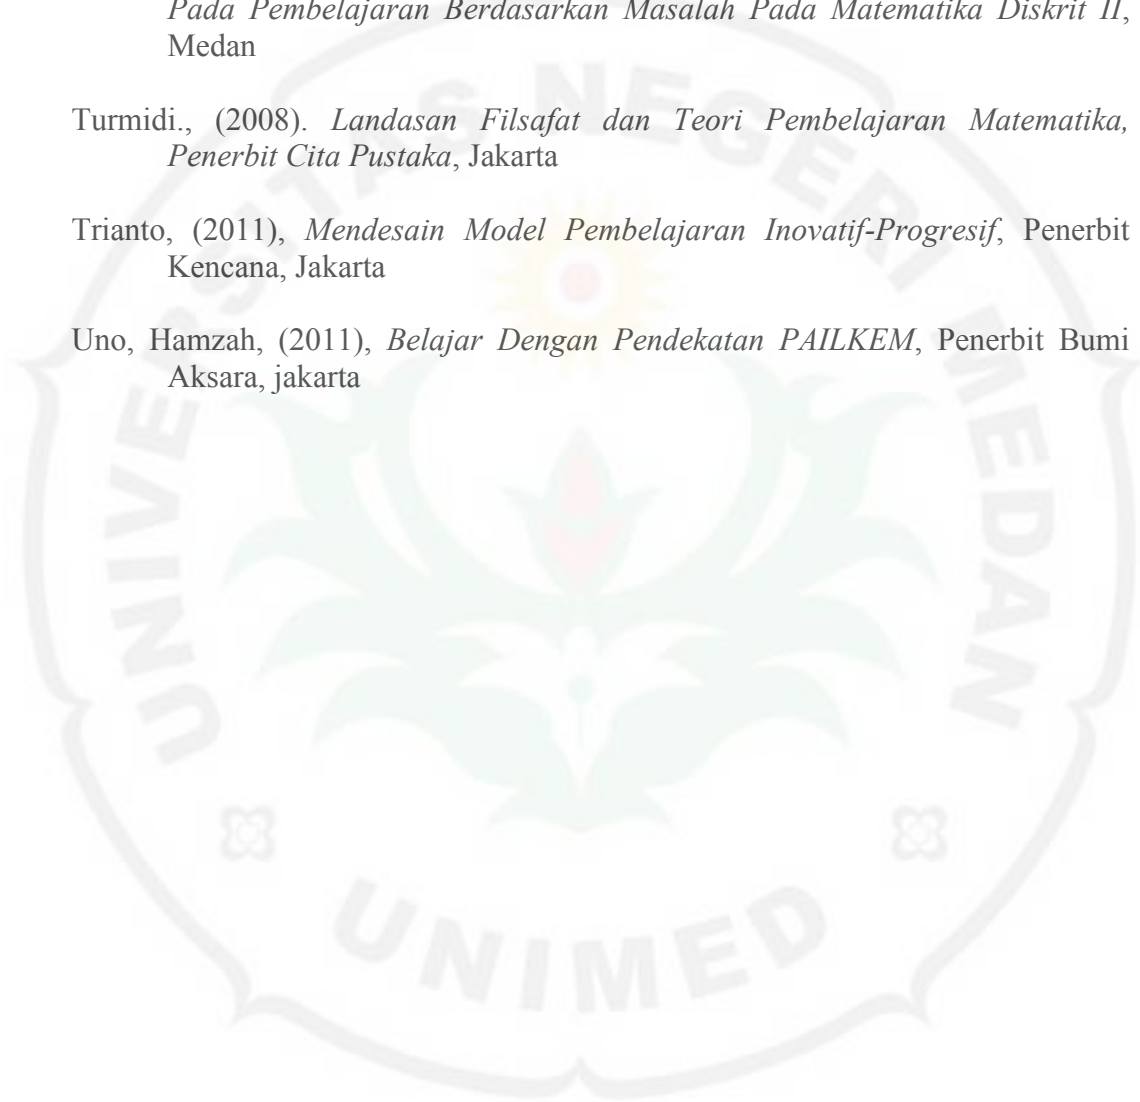 Pada Pembelajaran Berdasarkan Masalah Pada Matematika Diskrit II,
Medan
Turmidi., (2008). Landasan Filsafat dan Teori Pembelajaran Matematika,
Penerbit Cita Pustaka, Jakarta
Trianto, (2011), Mendesain Model Pembelajaran Inovatif-Progresif, Penerbit
Kencana, Jakarta
Uno, Hamzah, (2011), Belajar Dengan Pendekatan PAILKEM, Penerbit Bumi
Aksara, jakarta
UNIVERSITAS NEGERI MEDAN
UNIMED